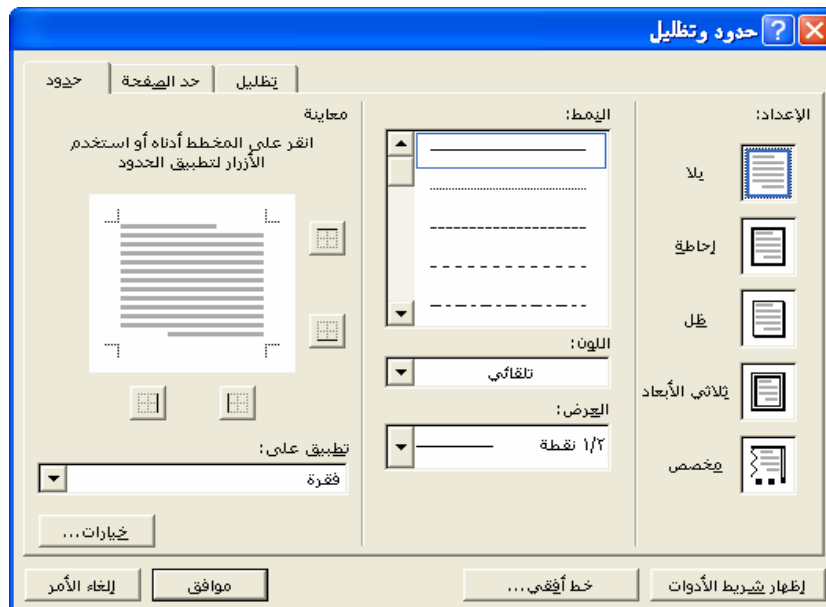 حدود وتظليل
حدود
حد الصفحة
تظليل
الإعداد:
بلا
إحاطة
ظل
ثلاثي الأبعاد
مخصص
النمط:
اللون:
تلقائي
العرض:
١/٢ نقطة
معاينة
انقر على المخطط أدناه أو استخدم
الأزرار لتطبيق الحدود
تطبيق على:
فقرة
خيارات...
إظهار شريط الأدوات
خط أفقي...
موافق
إلغاء الأمر